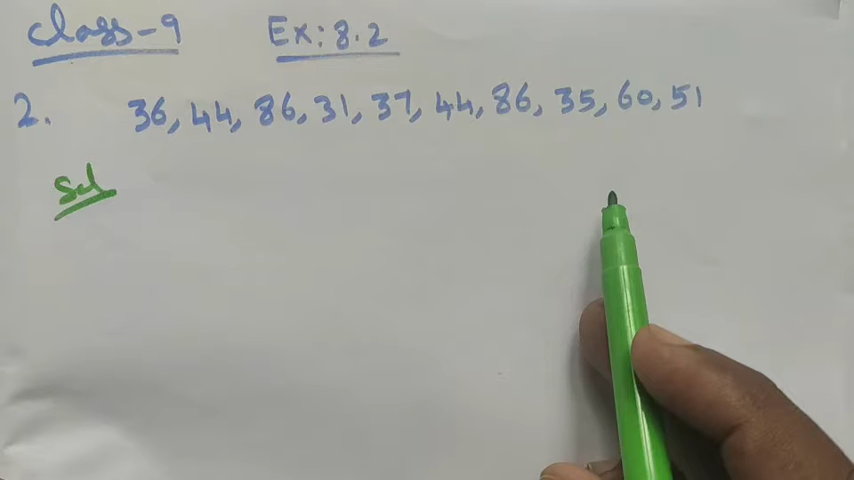 Class-9 Ex: 8.2
2. 36, 44, 86, 31, 37, 44, 86, 35, 60, 51
Sol